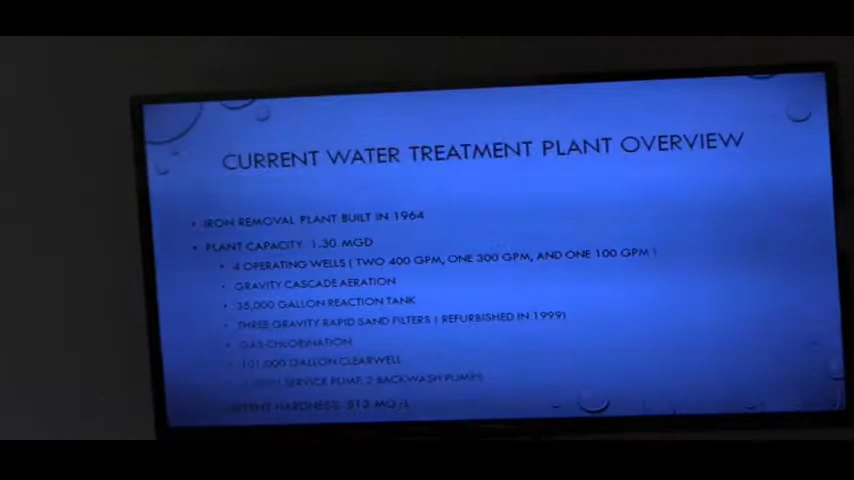 CURRENT WATER TREATMENT PLANT OVERVIEW
• IRON REMOVAL PLANT BUILT IN 1964
• PLANT CAPACITY 1.30 MGD
• 4 OPERATING WELLS ( TWO 400 GPM, ONE 300 GPM, AND ONE 100 GPM )
• GRAVITY CASCADE AERATION
• 35,000 GALLON REACTION TANK
• THREE GRAVITY RAPID SAND FILTERS ( REFURBISHED IN 1999)
• GAS CHLORINATION
101,000 GALLON CLEARWELL
SERVICE PUMP, 2 BACKWASH PUMPS
HARDNESS: 513 MG/L